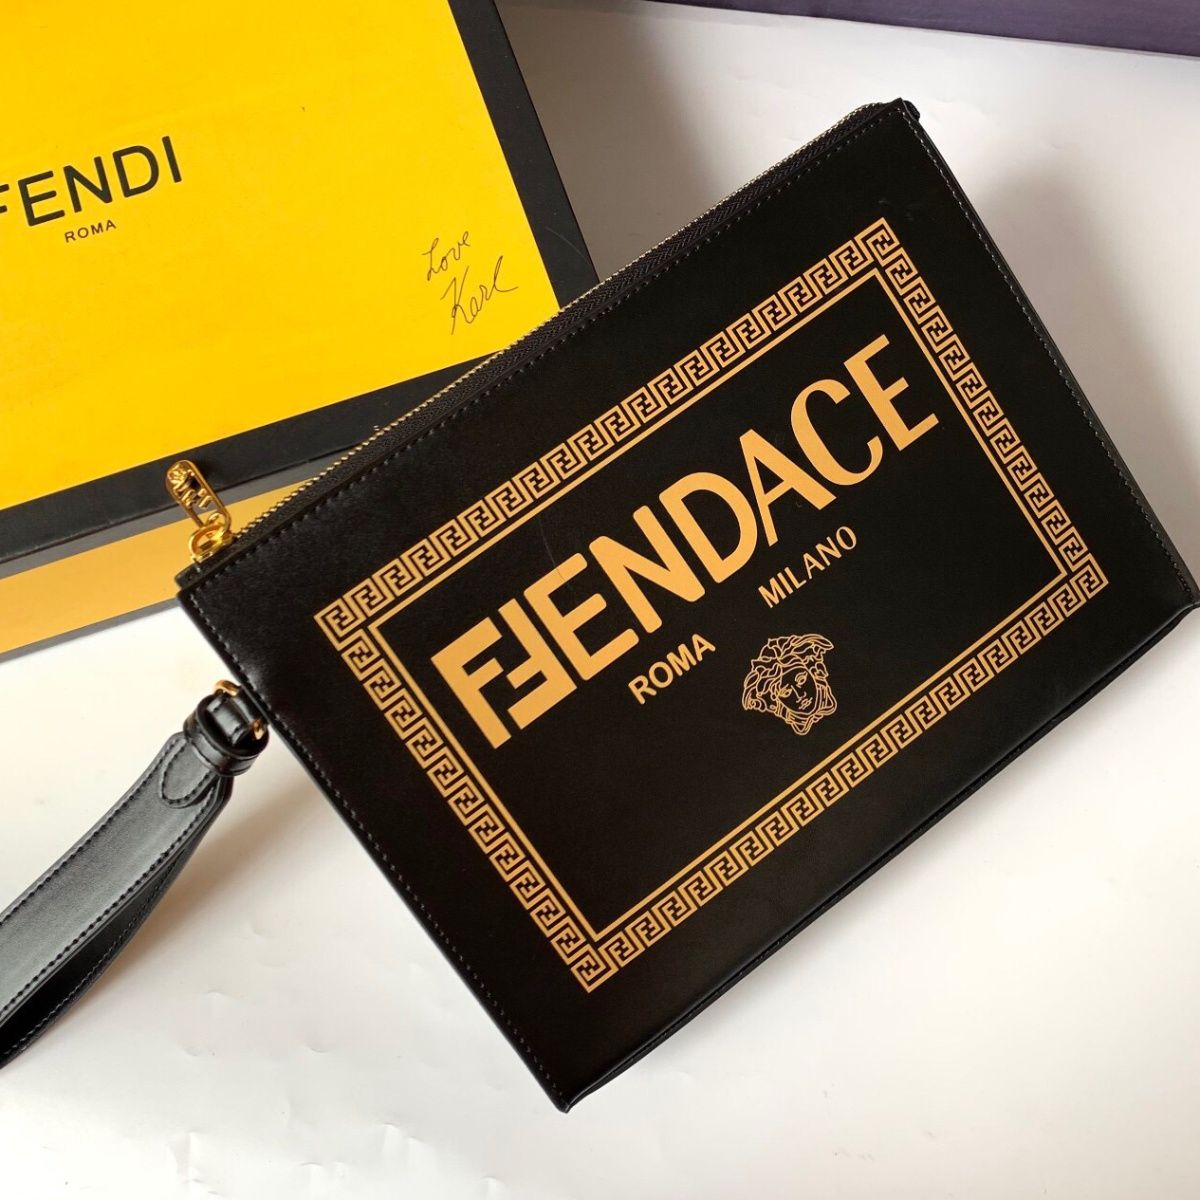 FENDI
ROMA
Love
Karl
FENDACE
ROMA
MILANO